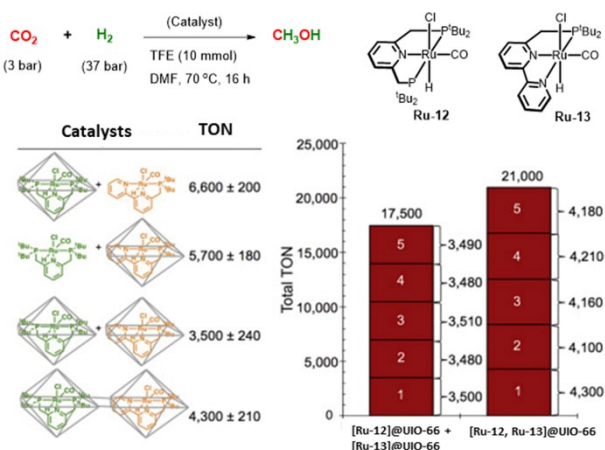 CO2 + H2 (Catalyst) CH3OH
(3 bar) (37 bar) TFE (10 mmol)
DMF, 70 °C, 16 h
Cl
PtBu2
N Ru CO
P H
tBu2
Ru-12
Cl
PtBu2
N Ru CO
N H
Ru-13
Catalysts TON
+ 6,600 ± 200
+ 5,700 ± 180
+ 3,500 ± 240
4,300 ± 210
Total TON
25,000
20,000
15,000
10,000
5,000
0
17,500
5 3,490
4 3,480
3 3,510
2 3,480
1 3,500
21,000
5 4,180
4 4,210
3 4,160
2 4,100
1 4,300
[Ru-12]@UIO-66 +
[Ru-13]@UIO-66
[Ru-12, Ru-13]@UIO-66